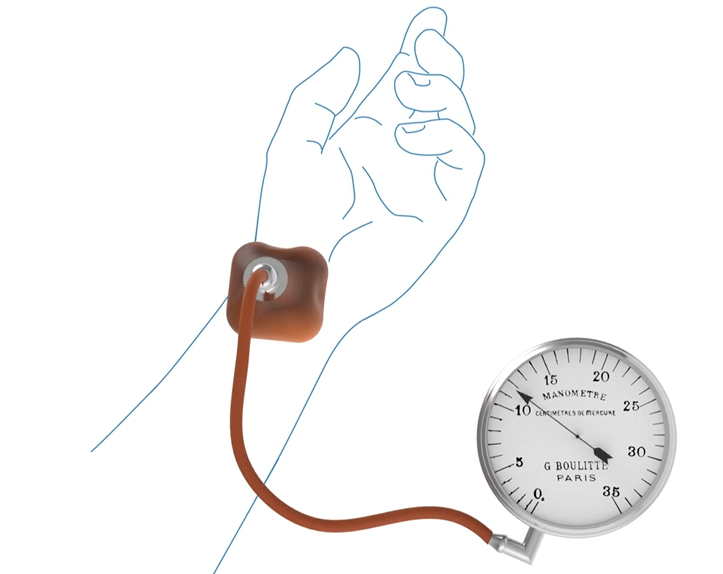 15 20
MANOMETRE
10 CENTIMETRES DE MERCURE 25
5 G BOULITTE 30
PARIS
0. 35